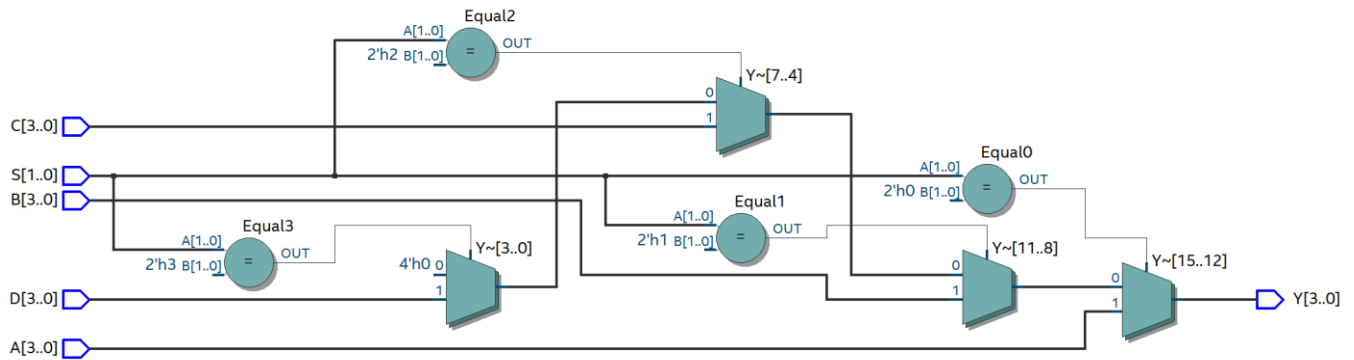 Equal2
A[1..0]
2'h2 B[1..0]
=
OUT
Y~[7..4]
0
1
C[3..0]
S[1..0]
B[3..0]
Equal0
A[1..0]
2'h0 B[1..0]
=
OUT
Equal1
A[1..0]
2'h1 B[1..0]
=
OUT
Equal3
A[1..0]
2'h3 B[1..0]
=
OUT
Y~[3..0]
4'h0 0
1
Y~[11..8]
0
1
Y~[15..12]
0
1
D[3..0]
Y[3..0]
A[3..0]